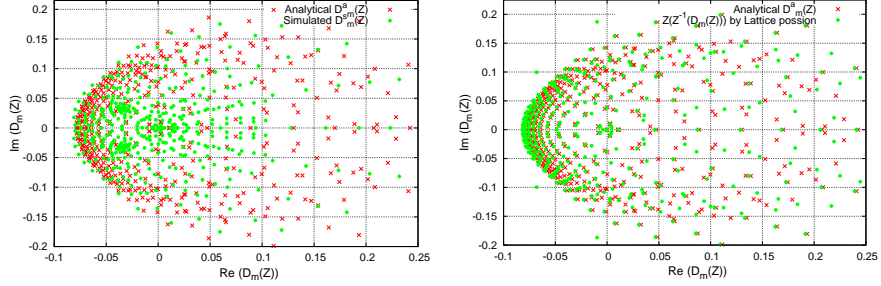 Analytical D^a_m(Z)
Simulated D^s_m(Z)
Im (D_m(Z))
0.2
0.15
0.1
0.05
0
-0.05
-0.1
-0.15
-0.2
-0.1 -0.05 0 0.05 0.1 0.15 0.2 0.25
Re (D_m(Z))
Analytical D^a_m(Z)
Z(Z^-1(D_m(Z))) by Lattice possion
Im (D_m(Z))
0.2
0.15
0.1
0.05
0
-0.05
-0.1
-0.15
-0.2
-0.1 -0.05 0 0.05 0.1 0.15 0.2 0.25
Re (D_m(Z))